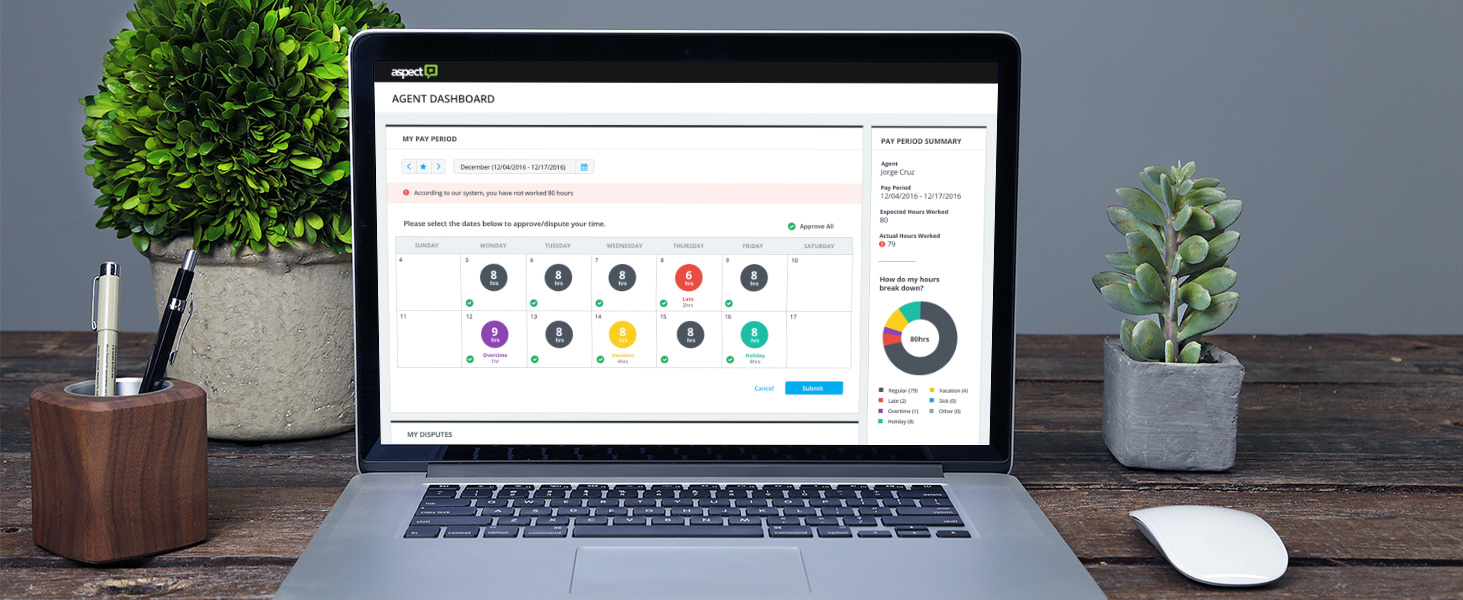 aspect
AGENT DASHBOARD
MY PAY PERIOD
December (12/04/2016 - 12/17/2016)
According to our system, you have not worked 80 hours
Please select the dates below to approve/dispute your time.
Approve All
SUNDAY MONDAY TUESDAY WEDNESDAY THURSDAY FRIDAY SATURDAY
4 5 6 7 8 9 10
8 8 8 6 8
hrs hrs hrs hrs hrs
Late
2hrs
11 12 13 14 15 16 17
9 8 8 8 8
hrs hrs hrs hrs hrs
Overtime Vacation Holiday
1hr 4hrs 8hrs
Cancel Submit
MY DISPUTES
PAY PERIOD SUMMARY
Agent
Jorge Cruz
Pay Period
12/04/2016 - 12/17/2016
Expected Hours Worked
80
Actual Hours Worked
79
How do my hours
break down?
80hrs
Regular (79) Vacation (4)
Late (2) Sick (0)
Overtime (1) Other (0)
Holiday (8)